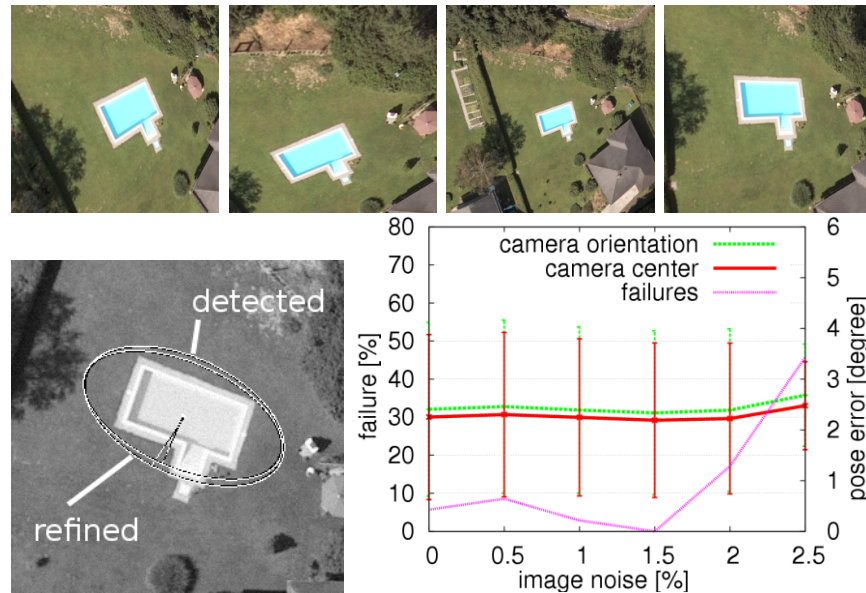 detected
refined
80
70
60
50
40
30
20
10
0
failure [%]
camera orientation
camera center
failures
6
5
4
3
2
1
0
pose error [degree]
0 0.5 1 1.5 2 2.5
image noise [%]